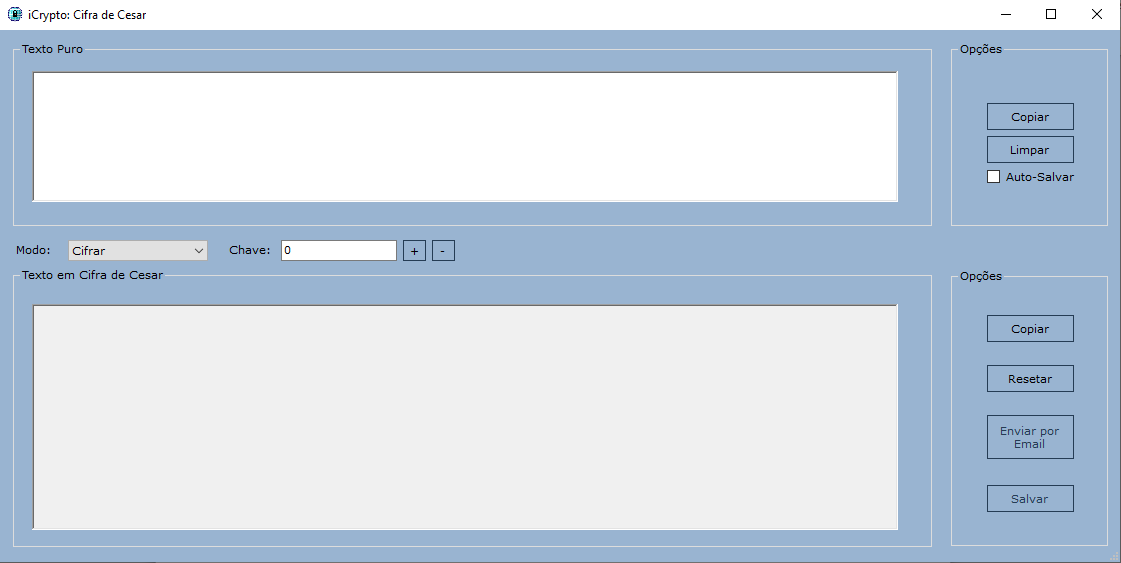 iCrypto: Cifra de Cesar
Texto Puro
Opções
Copiar
Limpar
Auto-Salvar
Modo: Cifrar Chave: 0 + -
Texto em Cifra de Cesar
Opções
Copiar
Resetar
Enviar por
Email
Salvar